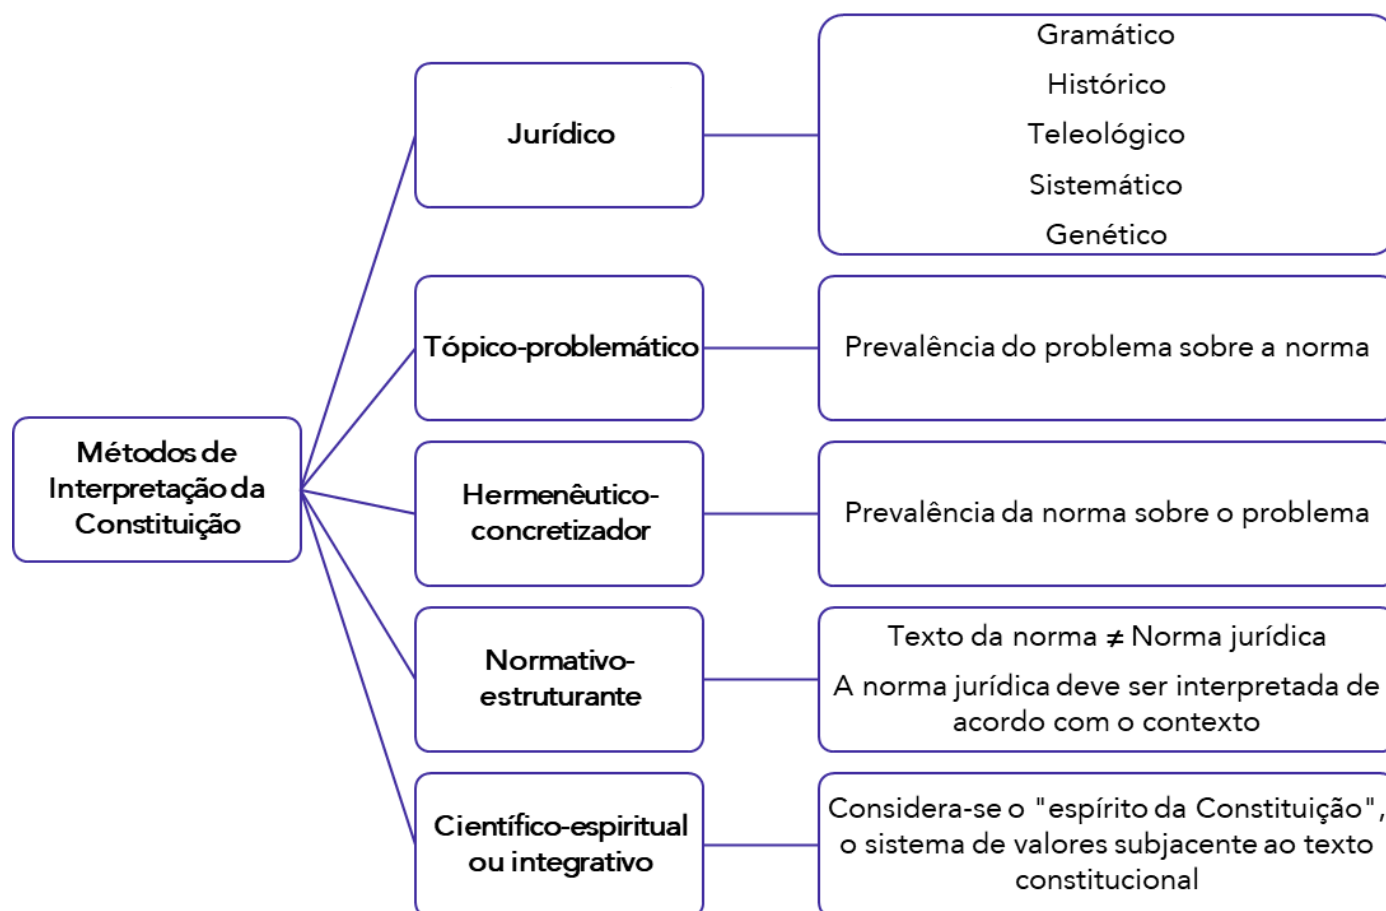 Métodos de
Interpretação da
Constituição
Jurídico
Gramático
Histórico
Teleológico
Sistemático
Genético
Tópico-problemático
Prevalência do problema sobre a norma
Hermenêutico-
concretizador
Prevalência da norma sobre o problema
Normativo-
estruturante
Texto da norma ≠ Norma jurídica
A norma jurídica deve ser interpretada de
acordo com o contexto
Científico-espiritual
ou integrativo
Considera-se o "espírito da Constituição",
o sistema de valores subjacente ao texto
constitucional